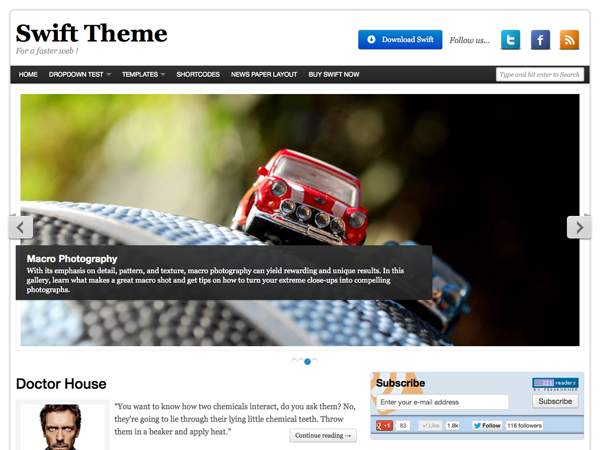 Swift Theme
For a faster web !
Download Swift
Follow us...
HOME DROPDOWN TEST TEMPLATES SHORTCODES NEWS PAPER LAYOUT BUY SWIFT NOW
Type and hit enter to Search
Macro Photography
With its emphasis on detail, pattern, and texture, macro photography can yield rewarding and unique results. In this
gallery, learn what makes a great macro shot and get tips on how to turn your extreme close-ups into compelling
photographs.
Doctor House
"You want to know how two chemicals interact, do you ask them? No,
they're going to lie through their lying little chemical teeth. Throw
them in a beaker and apply heat."
Continue reading →
Subscribe
readers
BY FEEDBURNER
Enter your e-mail address
Subscribe
+1 83 Like 1.8k Follow 116 followers